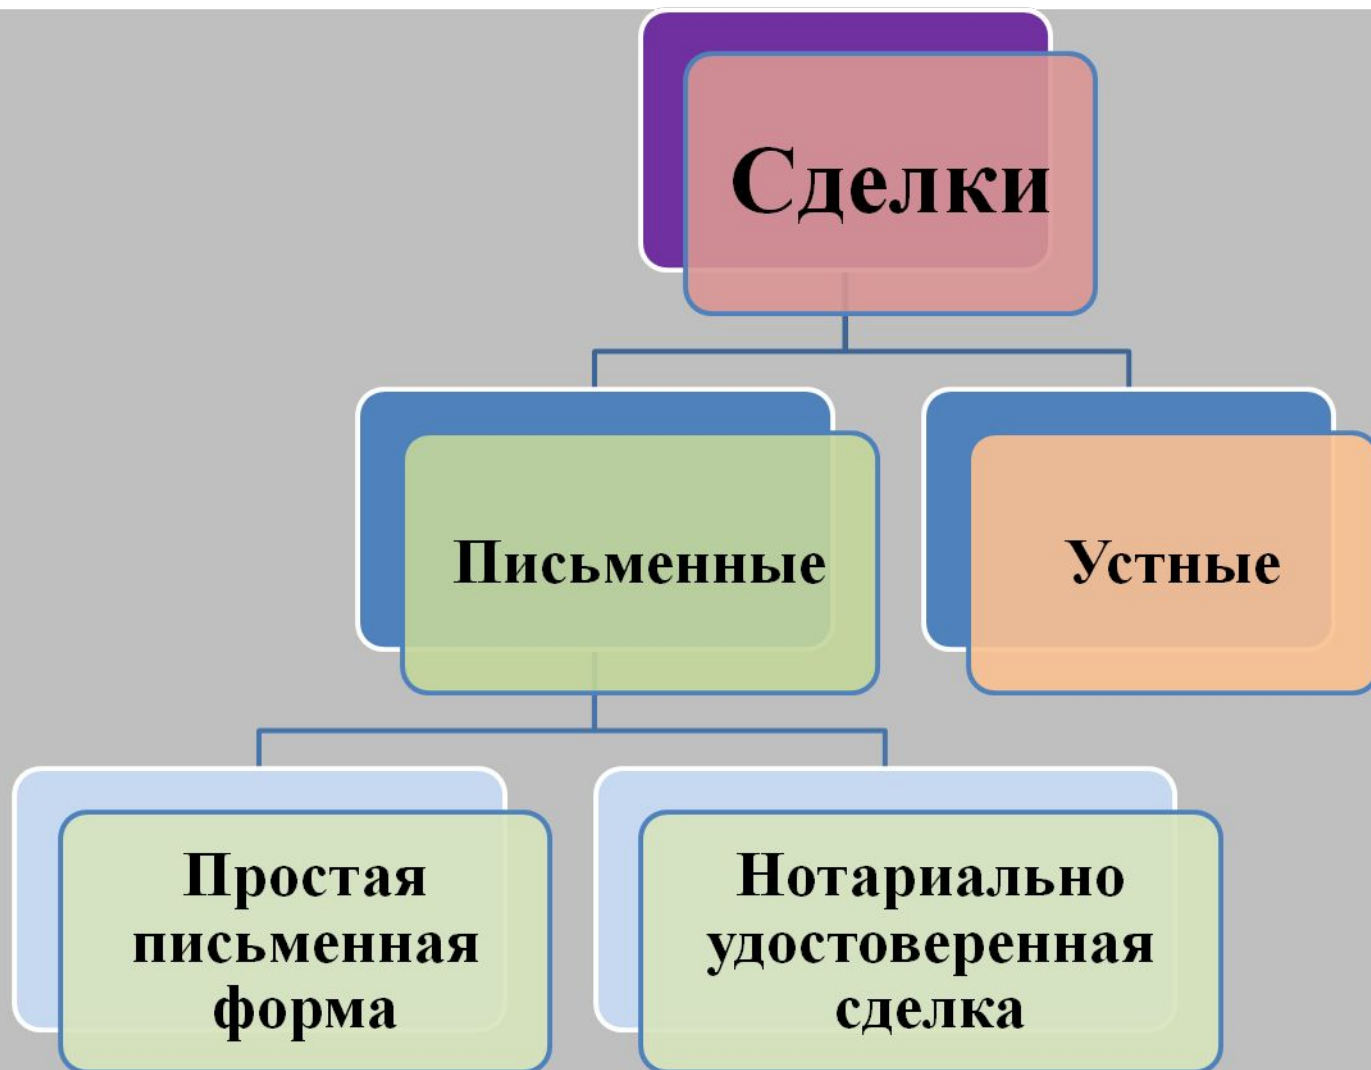 Сделки
Письменные
Устные
Простая
письменная
форма
Нотариально
удостоверенная
сделка